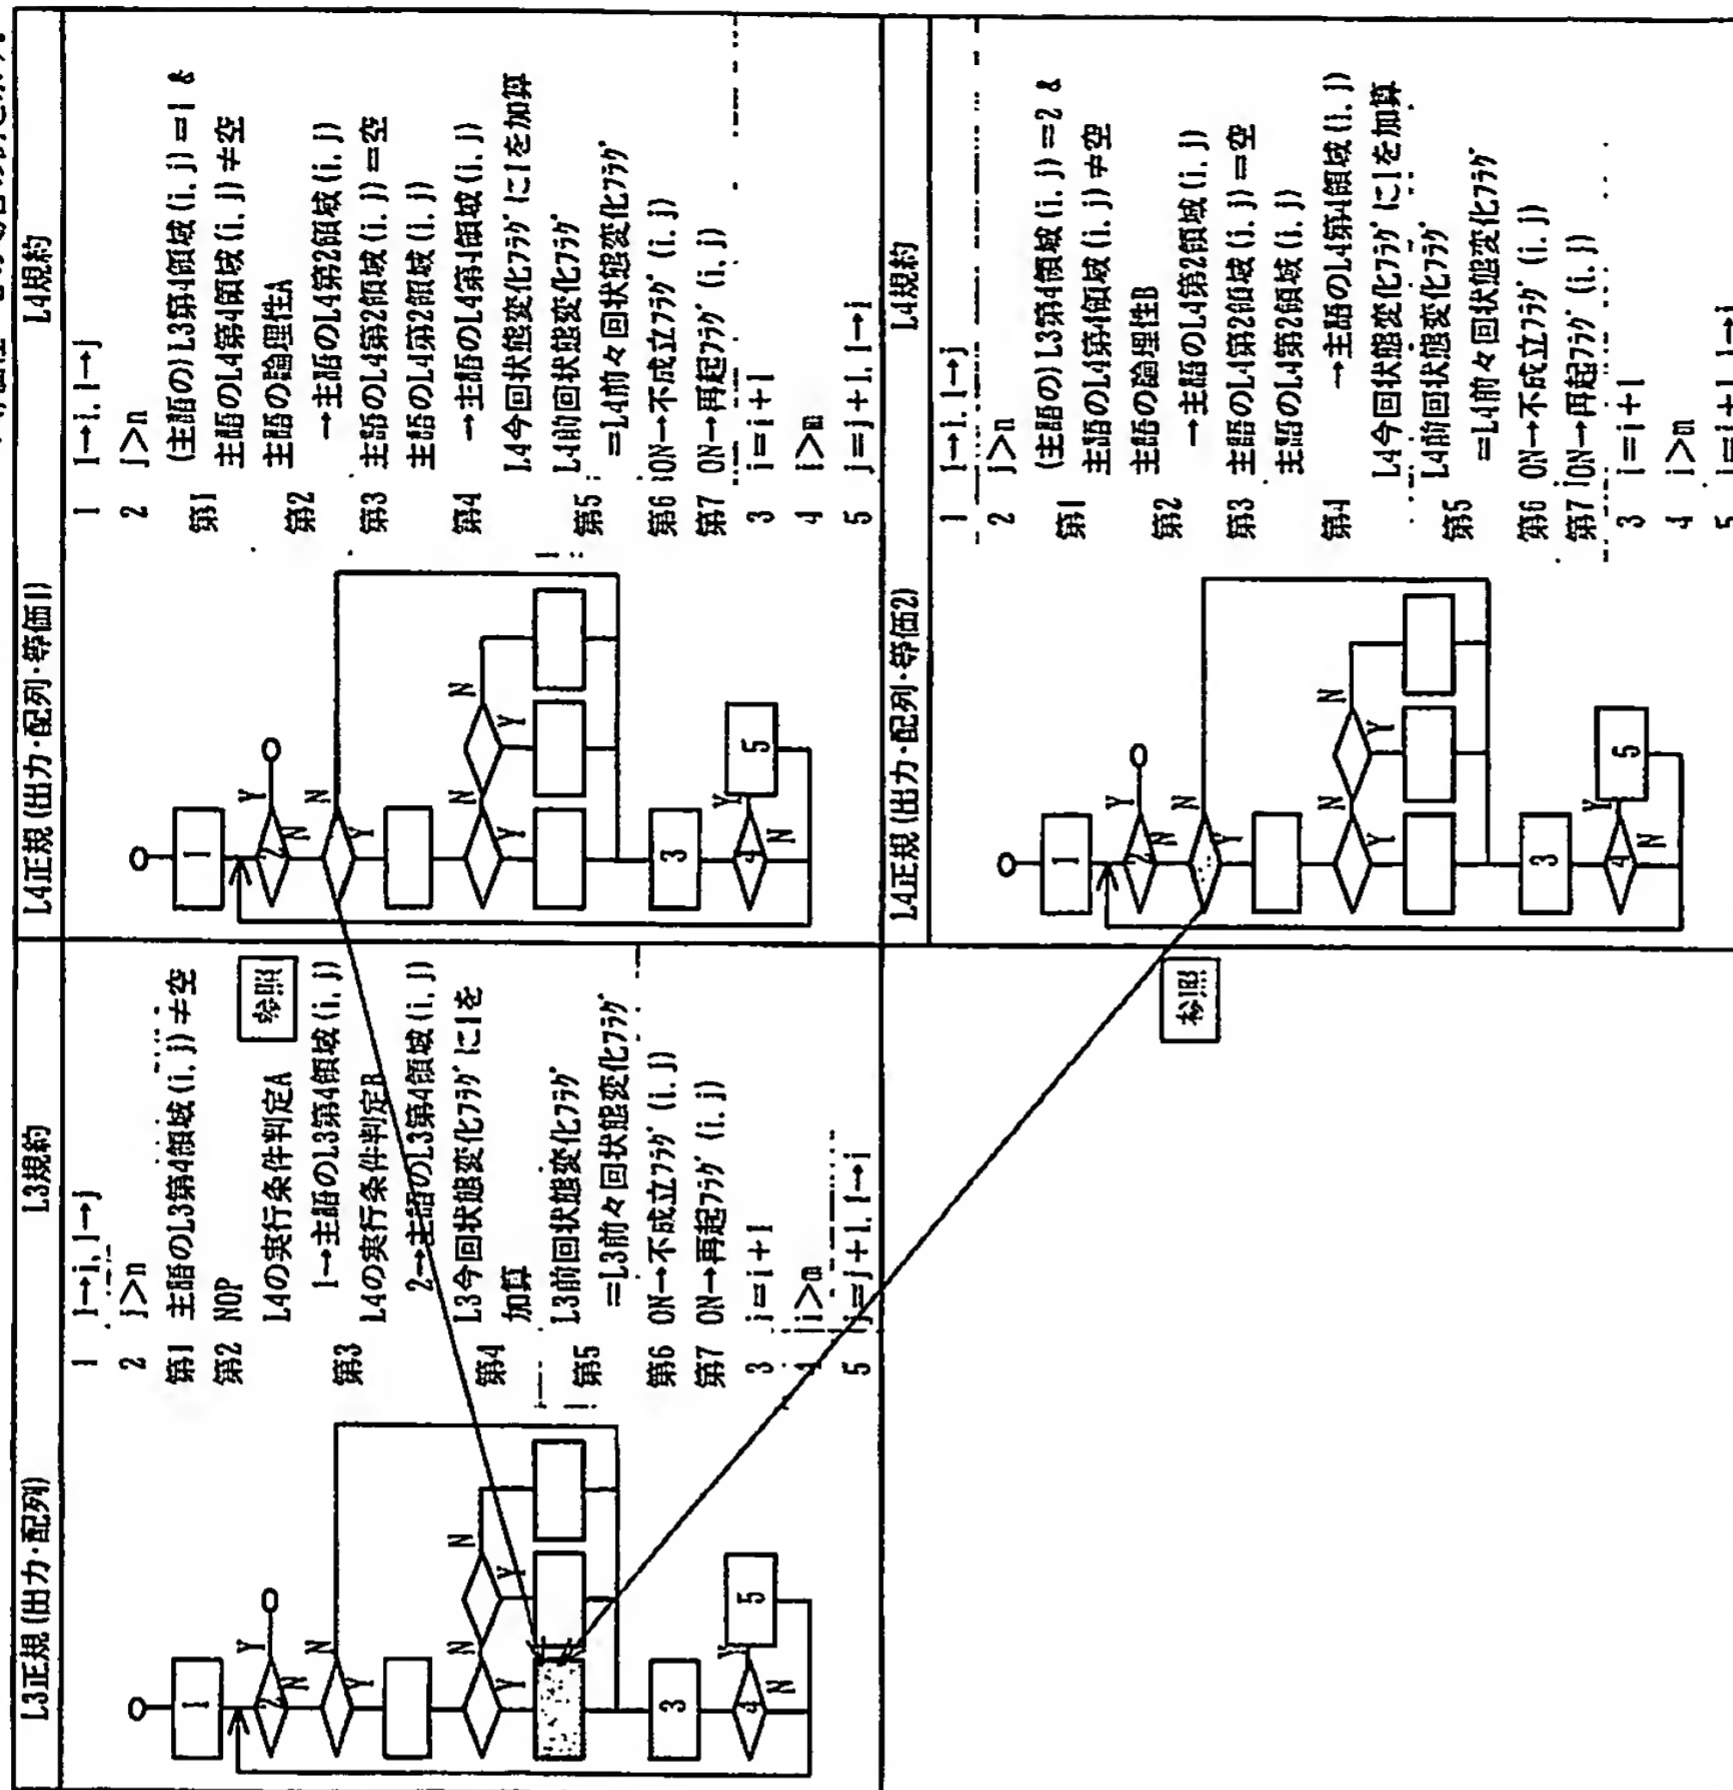 L3正規(出力・配列)
L3規約
1
2
Y
N
N
Y
N
N
Y
Y
3
4
Y
N
5
1 1→i, 1→j
2 j>n
第1 主語のL3第4領域(i, j)≠空
第2 NOP
L4の実行条件判定A
1→主語のL3第4領域(i, j)
第3
L4の実行条件判定B
2→主語のL3第4領域(i, j)
第4 L3今回状態変化フラグに1を
加算
第5 L3前回状態変化フラグ
=L3前々回状態変化フラグ
第6 ON→不成立フラグ(i, j)
第7 ON→再起フラグ(i, j)
3 i=i+1
4 i>m
5 j=j+1, 1→i
参照
L4正規(出力・配列・等価1)
L4規約
1
2
Y
N
N
Y
N
N
Y
Y
3
4
Y
N
5
1 1→i, 1→j
2 j>n
第1 (主語の)L3第4領域(i, j)=1 &
主語のL4第4領域(i, j)≠空
第2 主語の論理性A
→主語のL4第2領域(i, j)
第3 主語のL4第2領域(i, j)=空
第4 主語のL4第2領域(i, j)
→主語のL4第4領域(i, j)
L4今回状態変化フラグに1を加算
第5 L4前回状態変化フラグ
=L4前々回状態変化フラグ
第6 ON→不成立フラグ(i, j)
第7 ON→再起フラグ(i, j)
3 i=i+1
4 i>m
5 j=j+1, 1→i
参照
L4正規(出力・配列・等価2)
L4規約
1
2
Y
N
N
Y
N
N
Y
Y
3
4
Y
N
5
1 1→i, 1→j
2 j>n
第1 (主語の)L3第4領域(i, j)=2 &
主語のL4第4領域(i, j)≠空
第2 主語の論理性B
→主語のL4第2領域(i, j)
第3 主語のL4第2領域(i, j)=空
第4 主語のL4第2領域(i, j)
→主語のL4第4領域(i, j)
L4今回状態変化フラグに1を加算
第5 L4前回状態変化フラグ
=L4前々回状態変化フラグ
第6 ON→不成立フラグ(i, j)
第7 ON→再起フラグ(i, j)
3 i=i+1
4 i>m
5 j=j+1, 1→i